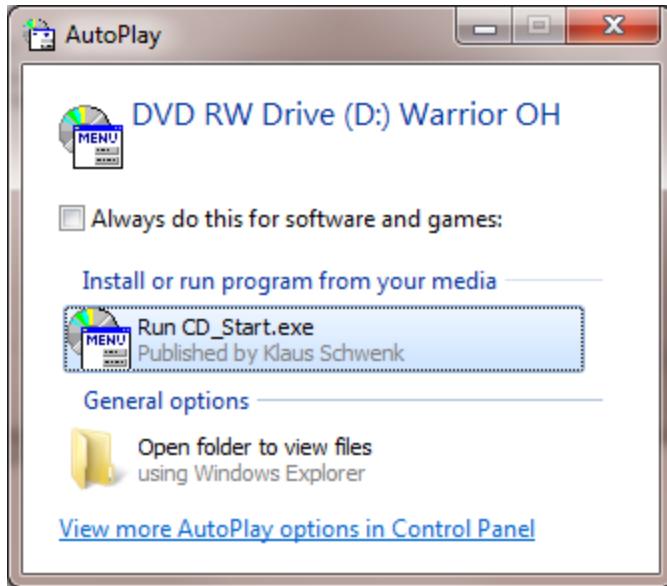 AutoPlay
DVD RW Drive (D:) Warrior OH
MENU
Always do this for software and games:
Install or run program from your media
MENU
Run CD_Start.exe
Published by Klaus Schwenk
General options
Open folder to view files
using Windows Explorer
View more AutoPlay options in Control Panel